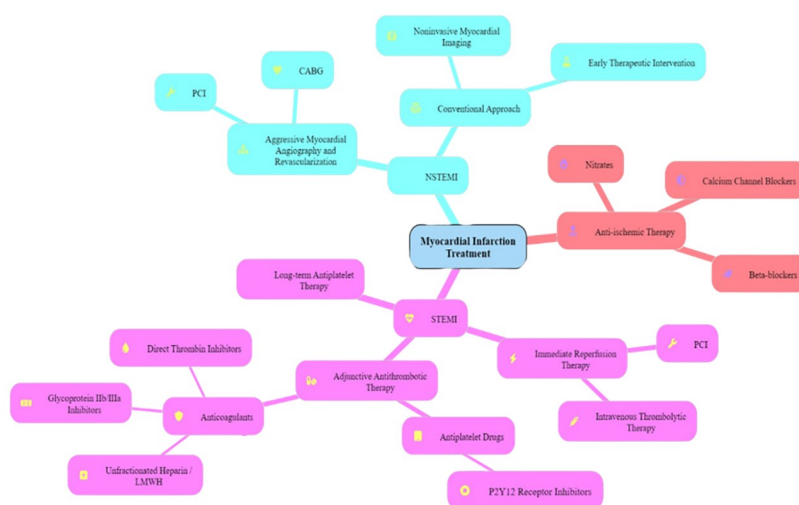 Noninvasive Myocardial
Imaging
Early Therapeutic Intervention
CABG
PCI
Conventional Approach
Aggressive Myocardial
Angiography and
Revascularization
NSTEMI
Nitrates
Calcium Channel Blockers
Anti-ischemic Therapy
Myocardial Infarction
Treatment
Beta-blockers
Long-term Antiplatelet
Therapy
STEMI
PCI
Immediate Reperfission
Therapy
Direct Thrombin Inhibitors
Adjunctive Antithrombotic
Therapy
Glycoprotein IIb/IIIa
Inhibitors
Anticoagulants
Intravenous Thrombolytic
Therapy
Antiplatelet Drugs
Unfractionated Heparin /
LMWH
P2Y12 Receptor Inhibitors